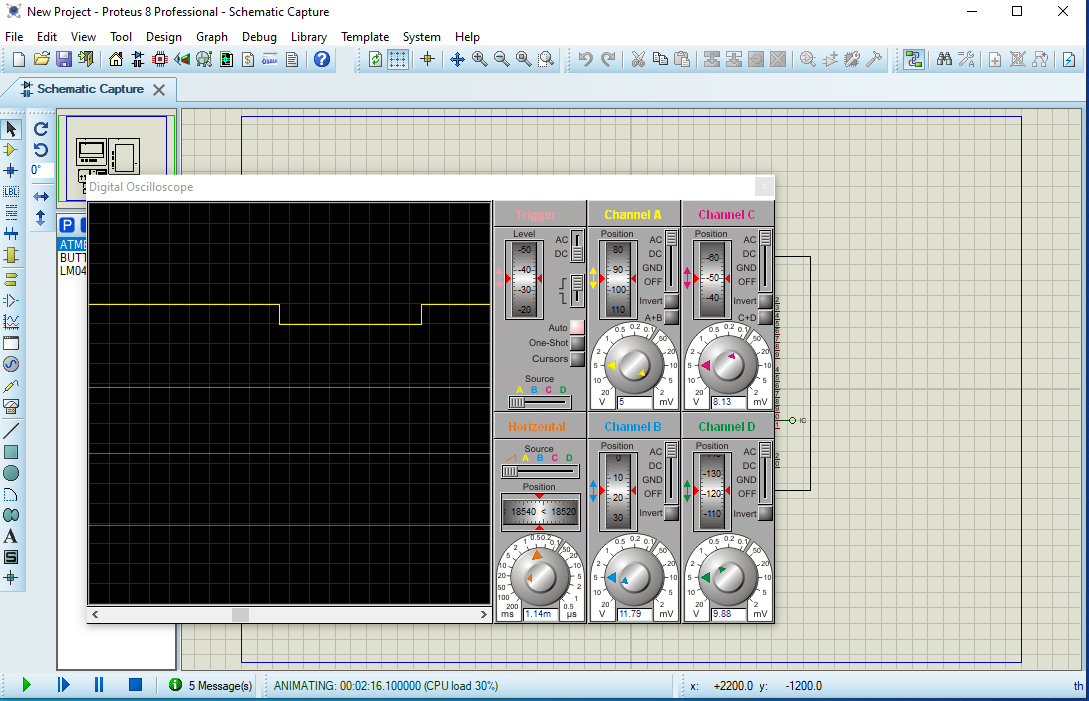 New Project - Proteus 8 Professional - Schematic Capture
File Edit View Tool Design Graph Debug Library Template System Help
Schematic Capture
0°
LBL
P
ATME
BUTT
LM04
A
S
Digital Oscilloscope
Trigger
Level
-50
-40
-30
-20
AC
DC
Auto
One-Shot
Cursors
Source
A B C D
Channel A
Position
80
90
100
110
AC
DC
GND
OFF
Invert
A+B
V 5 mV
Channel C
Position
-60
-50
-40
AC
DC
GND
OFF
Invert
C+D
V 8.13 mV
Horizontal
Source
A B C D
Position
18540 < 18520
ms 1.14m µs
Channel B
Position
0
10
20
30
AC
DC
GND
OFF
Invert
V 11.79 mV
Channel D
Position
-130
-120
-110
AC
DC
GND
OFF
Invert
V 9.88 mV
IC
5 Message(s) ANIMATING: 00:02:16.100000 (CPU load 30%) x: +2200.0 y: -1200.0 th